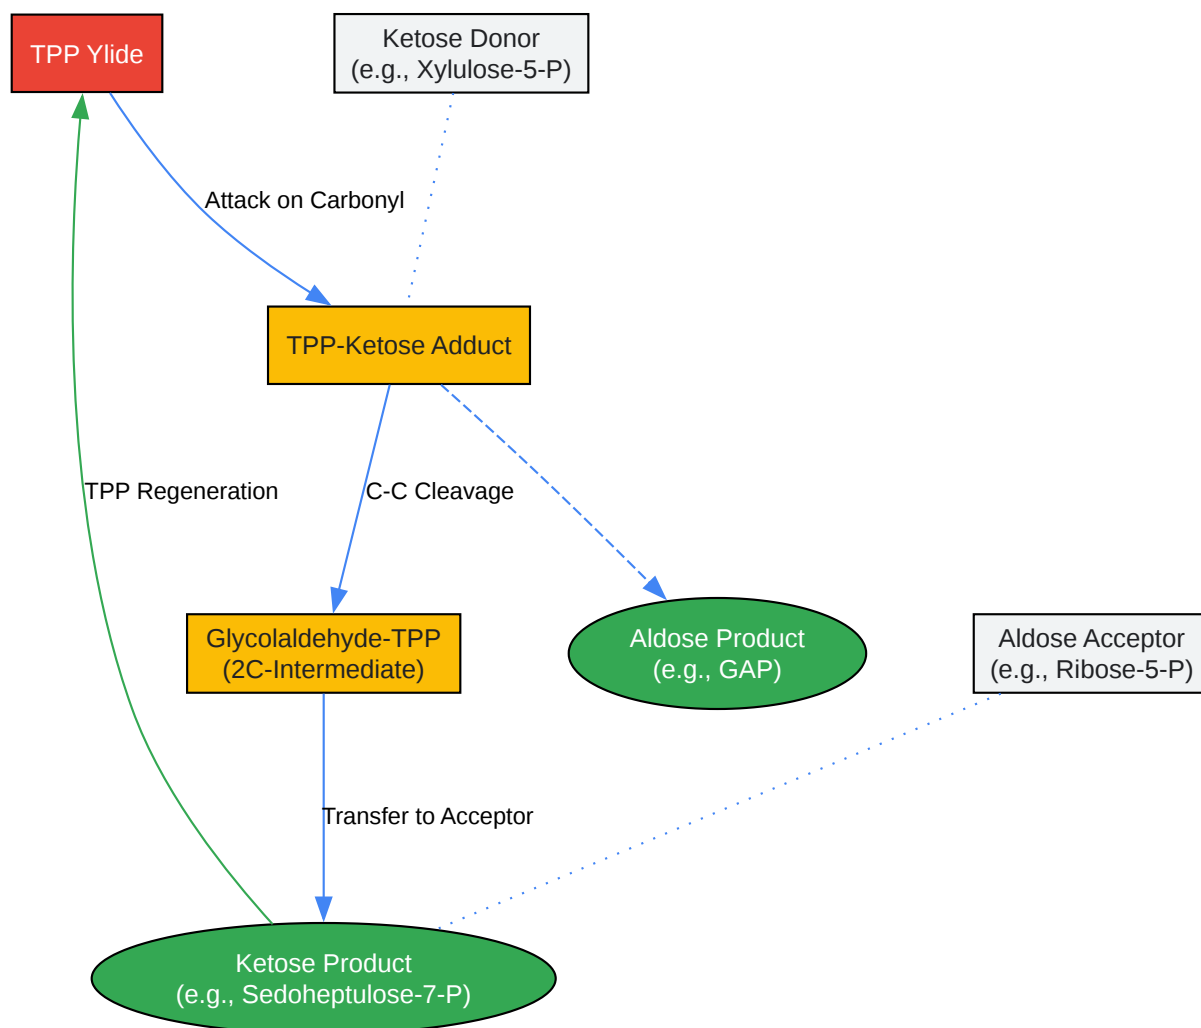 TPP Ylide
Ketose Donor
(e.g., Xylulose-5-P)
Attack on Carbonyl
TPP-Ketose Adduct
TPP Regeneration
C-C Cleavage
Glycolaldehyde-TPP
(2C-Intermediate)
Aldose Product
(e.g., GAP)
Aldose Acceptor
(e.g., Ribose-5-P)
Transfer to Acceptor
Ketose Product
(e.g., Sedoheptulose-7-P)